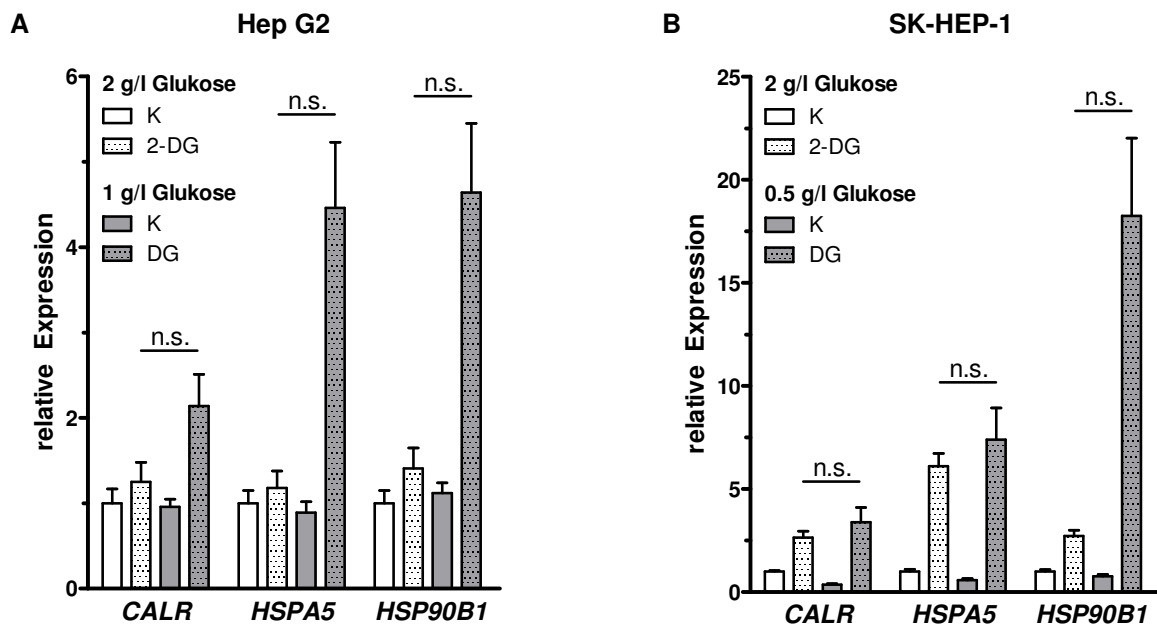 A
Hep G2
relative Expression
6
4
2
0
2 g/l Glukose
K
2-DG
1 g/l Glukose
K
DG
n.s.
n.s.
n.s.
CALR
HSPA5
HSP90B1
B
SK-HEP-1
relative Expression
25
20
15
10
5
0
2 g/l Glukose
K
2-DG
0.5 g/l Glukose
K
DG
n.s.
n.s.
n.s.
CALR
HSPA5
HSP90B1